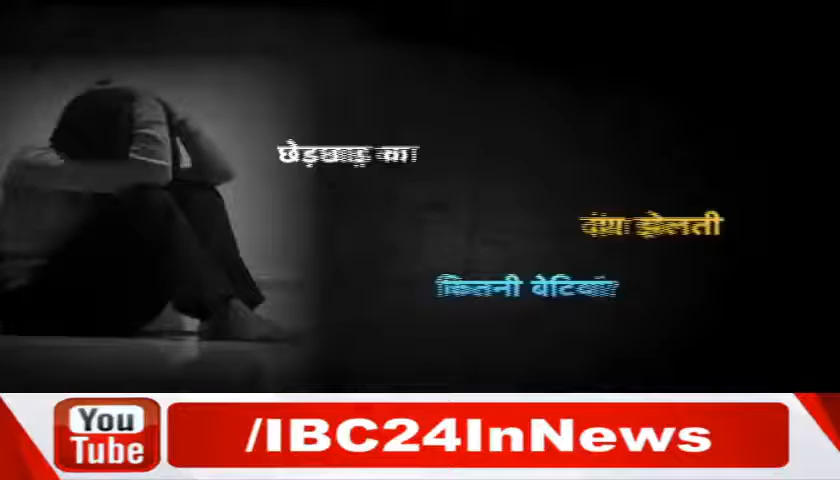 छेड़छाड़ का
दंश झेलती
कितनी बेटियां?
You
Tube
/IBC24InNews